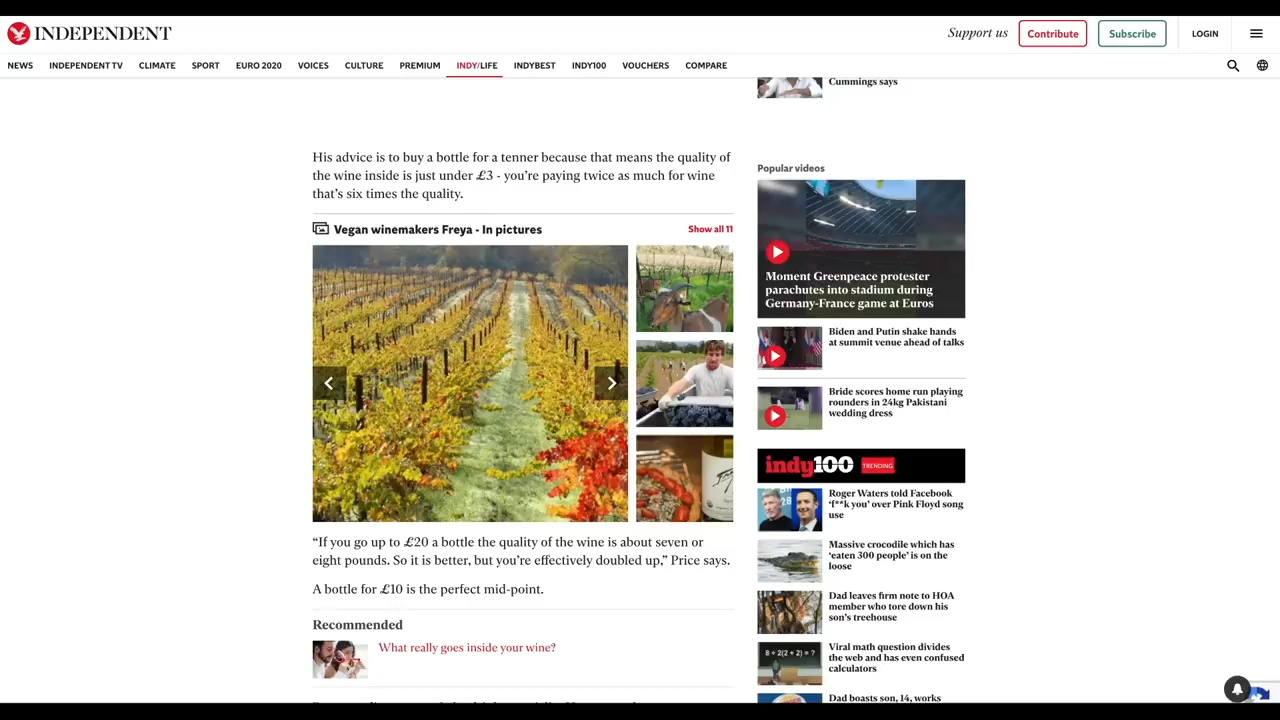 INDEPENDENT
Support us
Contribute
Subscribe
LOGIN
NEWS INDEPENDENT TV CLIMATE SPORT EURO 2020 VOICES CULTURE PREMIUM INDY/LIFE INDYBEST INDY100 VOUCHERS COMPARE
Cummings says
His advice is to buy a bottle for a tenner because that means the quality of
the wine inside is just under £3 - you’re paying twice as much for wine
that’s six times the quality.
Vegan winemakers Freya - In pictures
Show all 11
“If you go up to £20 a bottle the quality of the wine is about seven or
eight pounds. So it is better, but you’re effectively doubled up,” Price says.
A bottle for £10 is the perfect mid-point.
Recommended
What really goes inside your wine?
Popular videos
Moment Greenpeace protester
parachutes into stadium during
Germany-France game at Euros
Biden and Putin shake hands
at summit venue ahead of talks
Bride scores home run playing
rounders in 24kg Pakistani
wedding dress
indy100 TRENDING
Roger Waters told Facebook
‘f**k you’ over Pink Floyd song
use
Massive crocodile which has
‘eaten 300 people’ is on the
loose
Dad leaves firm note to HOA
member who tore down his
son’s treehouse
8 ÷ 2(2 + 2) = ?
Viral math question divides
the web and has even confused
calculators
Dad boasts son, 14, works